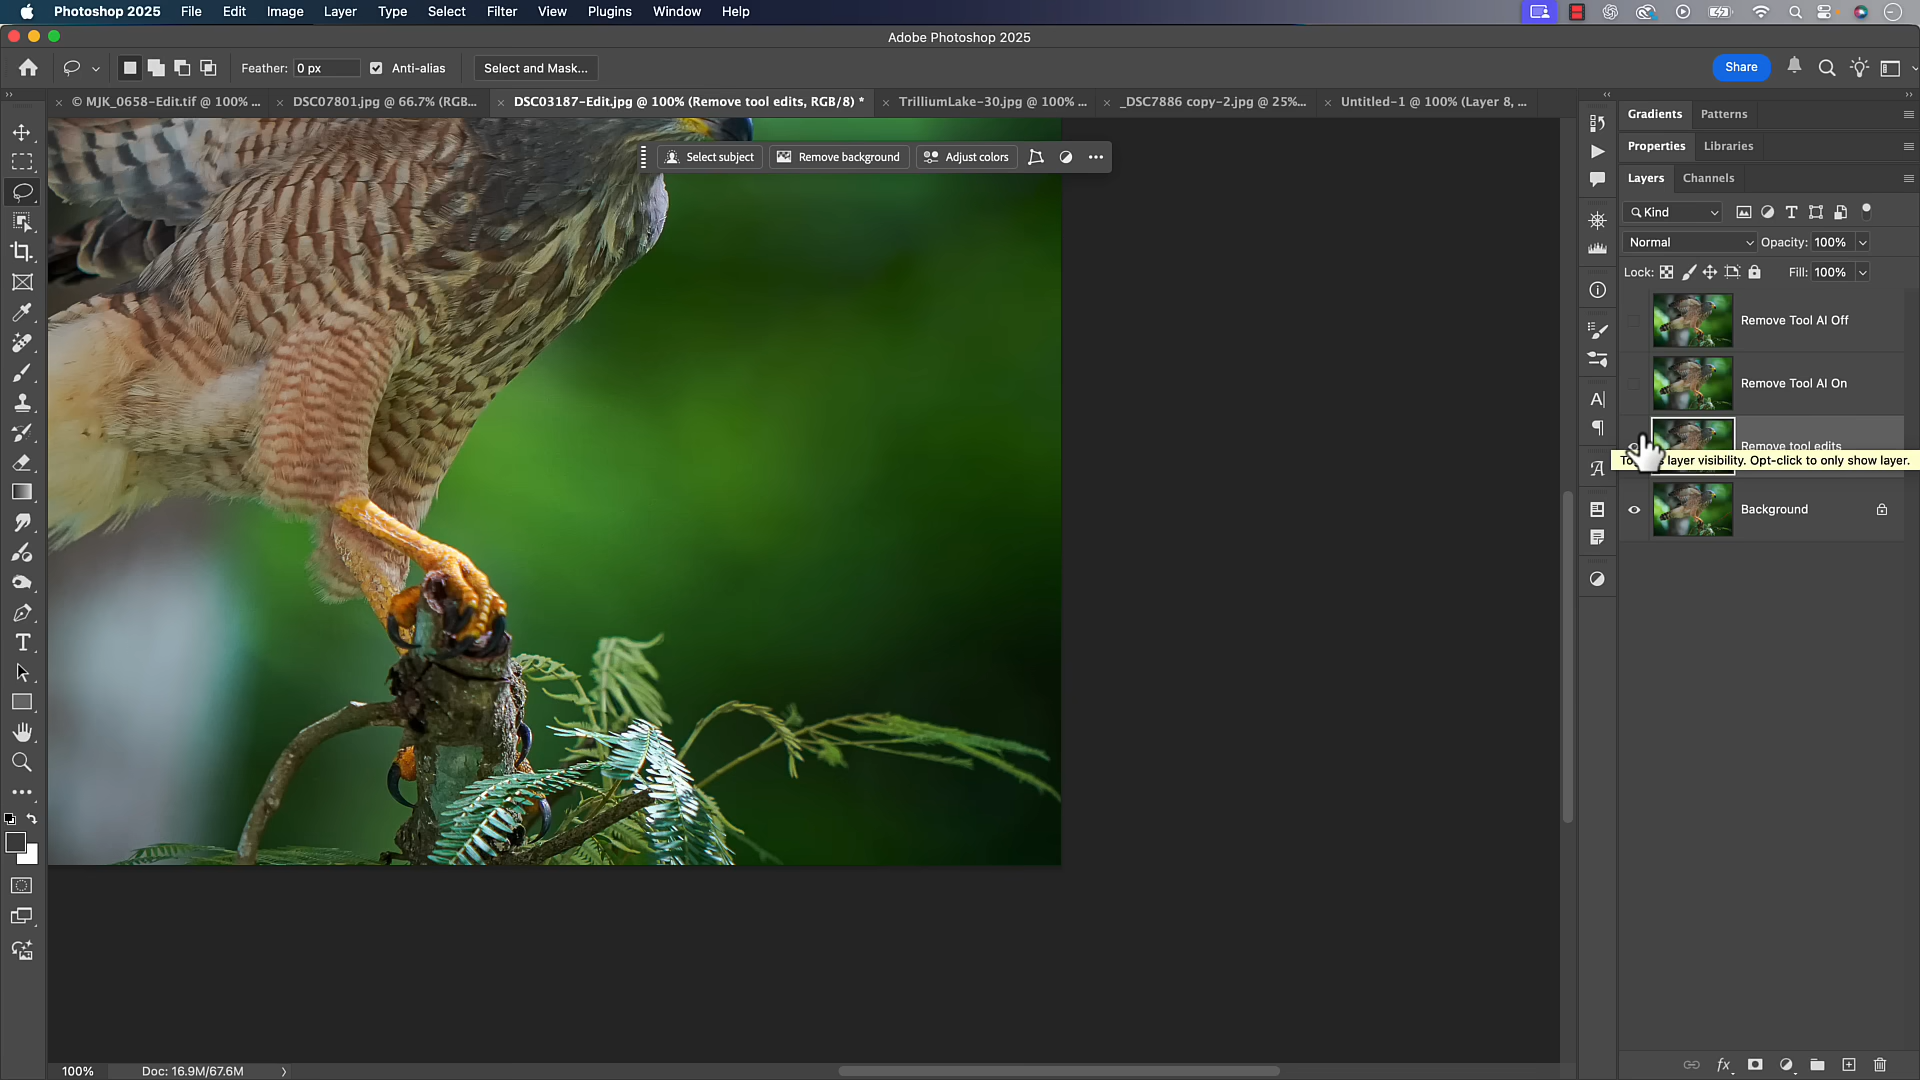 Photoshop 2025 File Edit Image Layer Type Select Filter View Plugins Window Help
Adobe Photoshop 2025
Feather: 0 px Anti-alias Select and Mask... Share
© MJK_0658-Edit.tif @ 100% ... DSC07801.jpg @ 66.7% (RGB... DSC03187-Edit.jpg @ 100% (Remove tool edits, RGB/8) * TrilliumLake-30.jpg @ 100% ... _DSC7886 copy-2.jpg @ 25%... Untitled-1 @ 100% (Layer 8, ...
Gradients Patterns
Properties Libraries
Select subject Remove background Adjust colors
Layers Channels
Kind
Normal Opacity: 100%
Lock: Fill: 100%
Remove Tool AI Off
Remove Tool AI On
Remove tool edits
layer visibility. Opt-click to only show layer.
Background
100% Doc: 16.9M/67.6M